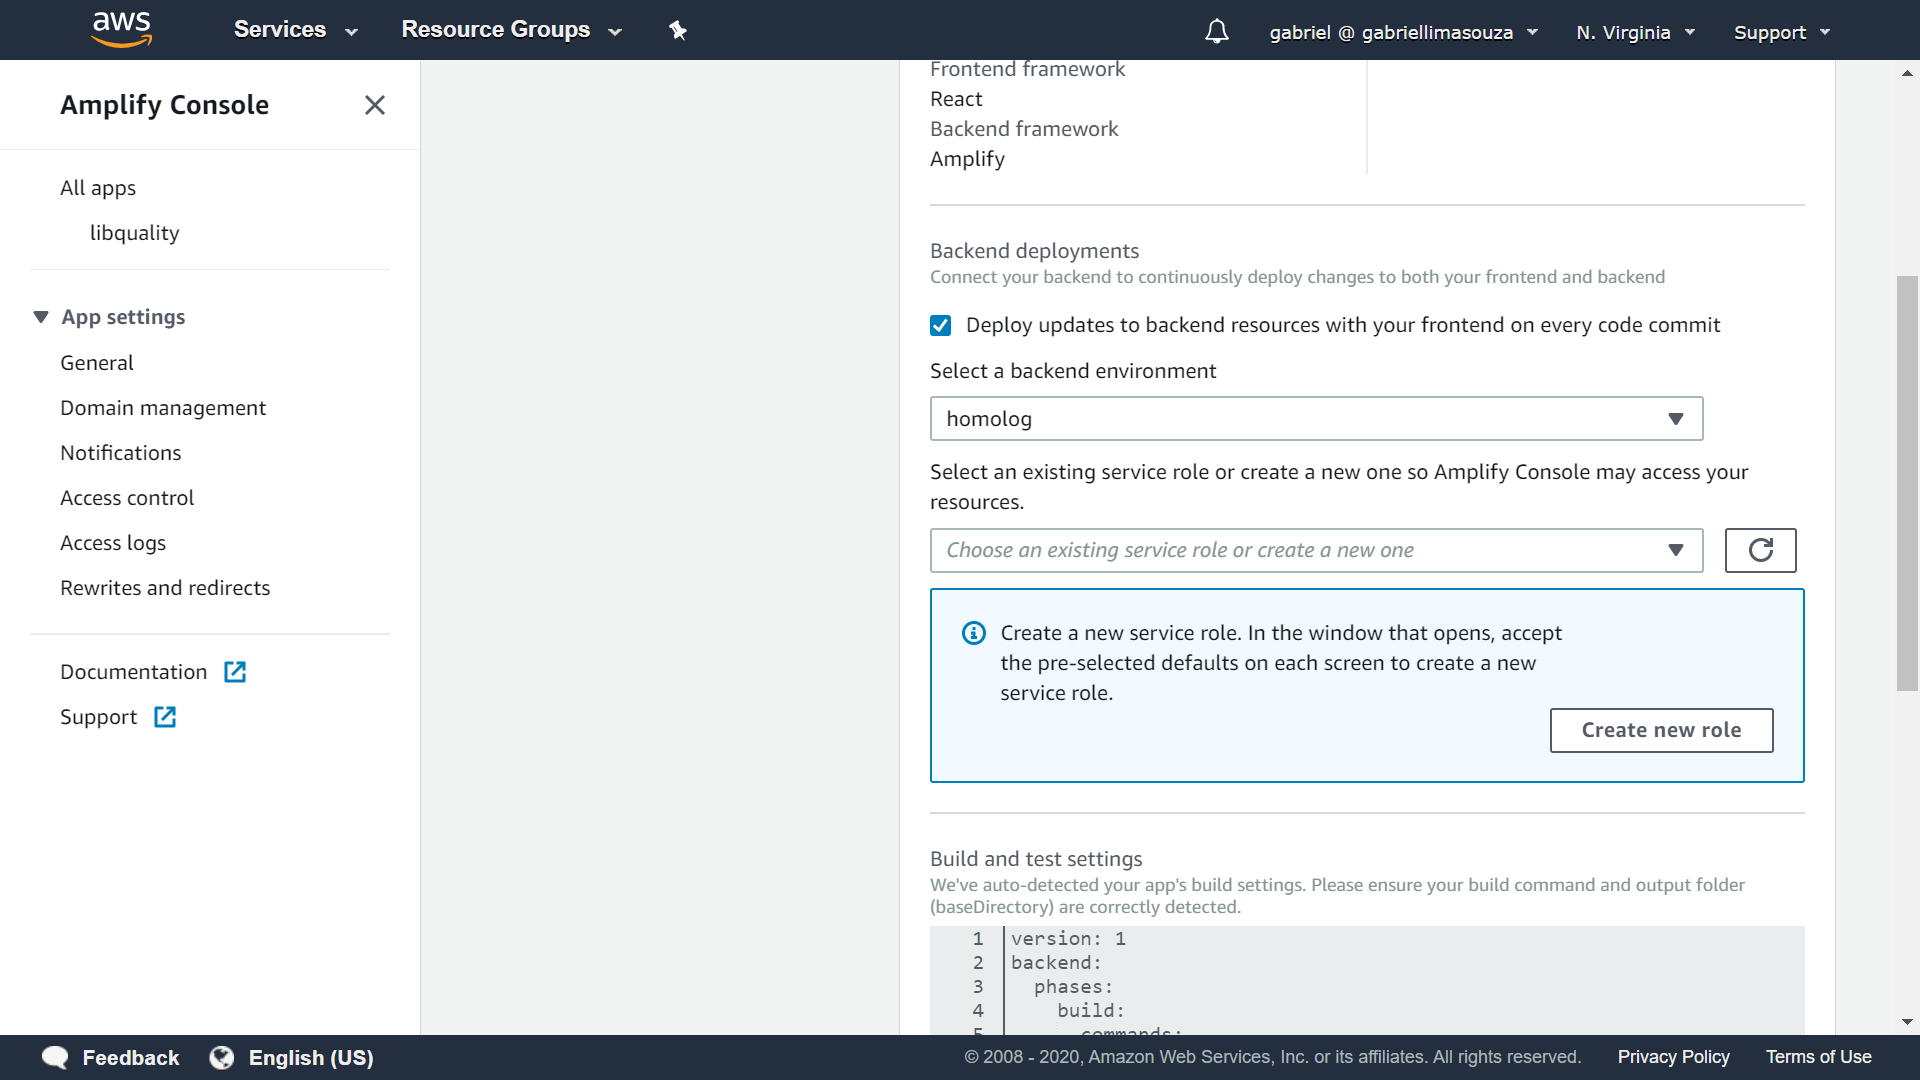 aws
Services
Resource Groups
gabriel @ gabriellimasouza
N. Virginia
Support
Amplify Console
All apps
libquality
App settings
General
Domain management
Notifications
Access control
Access logs
Rewrites and redirects
Documentation
Support
Frontend framework
React
Backend framework
Amplify
Backend deployments
Connect your backend to continuously deploy changes to both your frontend and backend
Deploy updates to backend resources with your frontend on every code commit
Select a backend environment
homolog
Select an existing service role or create a new one so Amplify Console may access your
resources.
Choose an existing service role or create a new one
Create a new service role. In the window that opens, accept
the pre-selected defaults on each screen to create a new
service role.
Create new role
Build and test settings
We've auto-detected your app's build settings. Please ensure your build command and output folder
(baseDirectory) are correctly detected.
1 version: 1
2 backend:
3 phases:
4 build:
5 commands:
Feedback
English (US)
© 2008 - 2020, Amazon Web Services, Inc. or its affiliates. All rights reserved.
Privacy Policy
Terms of Use